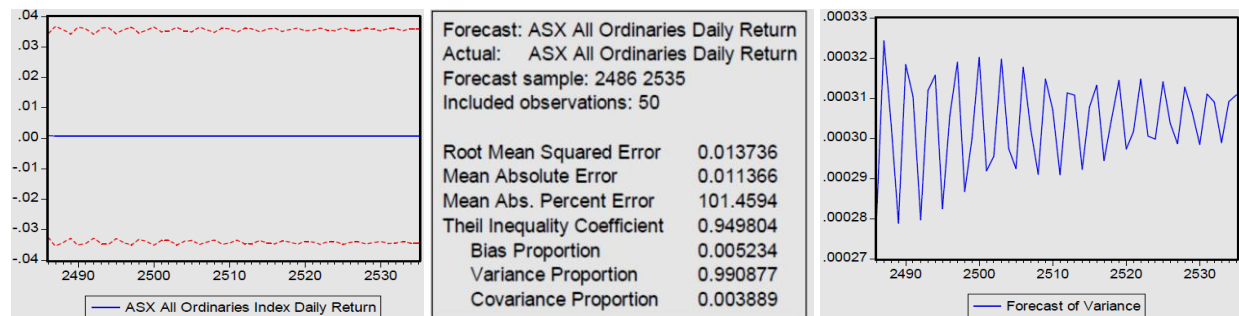 .04
.03
.02
.01
.00
-.01
-.02
-.03
-.04
2490 2500 2510 2520 2530
ASX All Ordinaries Index Daily Return
Forecast: ASX All Ordinaries Daily Return
Actual: ASX All Ordinaries Daily Return
Forecast sample: 2486 2535
Included observations: 50
Root Mean Squared Error 0.013736
Mean Absolute Error 0.011366
Mean Abs. Percent Error 101.4594
Theil Inequality Coefficient 0.949804
Bias Proportion 0.005234
Variance Proportion 0.990877
Covariance Proportion 0.003889
.00033
.00032
.00031
.00030
.00029
.00028
.00027
2490 2500 2510 2520 2530
Forecast of Variance